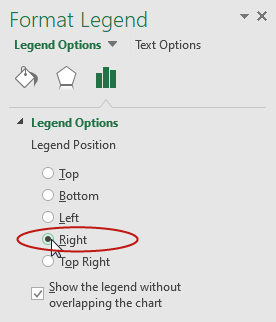 Format Legend
Legend Options Text Options
Legend Options
Legend Position
Top
Bottom
Left
Right
Top Right
Show the legend without
overlapping the chart